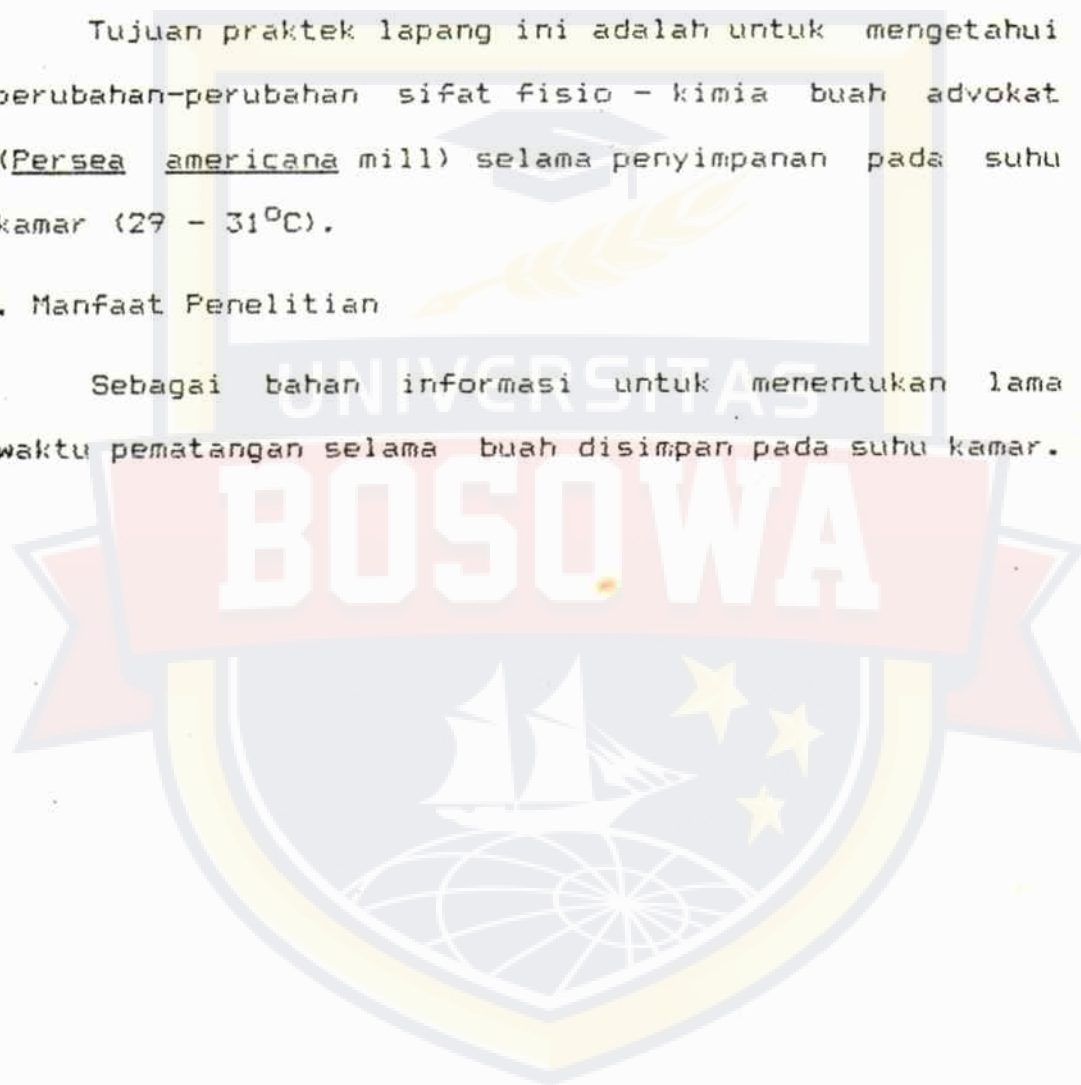 Tujuan praktek lapang ini adalah untuk mengetahui
perubahan-perubahan sifat fisio - kimia buah advokat
(Persea americana mill) selama penyimpanan pada suhu
kamar (29 - 31°C).
. Manfaat Penelitian
Sebagai bahan informasi untuk menentukan lama
waktu pematangan selama buah disimpan pada suhu kamar.
UNIVERSITAS
BOSOWA